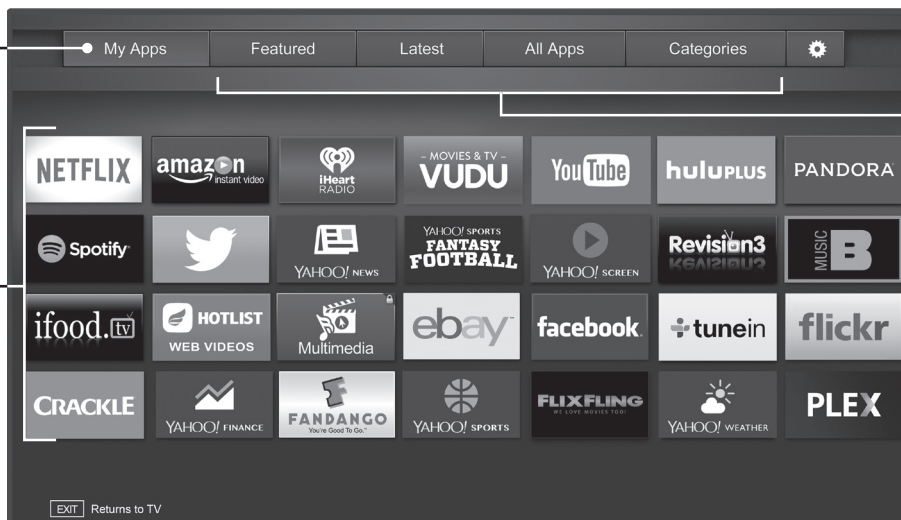 My Apps Featured Latest All Apps Categories
NETFLIX
amazon
instant video
iHeart
RADIO
– MOVIES & TV –
VUDU
YouTube
huluPLUS
PANDORA
Spotify
YAHOO! NEWS
YAHOO! SPORTS
FANTASY
FOOTBALL
YAHOO! SCREEN
Revision3
MUSIC
B
ifood.tv
HOTLIST
WEB VIDEOS
Multimedia
ebay
facebook
tunein
flickr
CRACKLE
YAHOO! FINANCE
FANDANGO
You're Good To Go.™
YAHOO! SPORTS
FLIXFLING
WE LOVE MOVIES TOO!
YAHOO! WEATHER
PLEX
EXIT Returns to TV